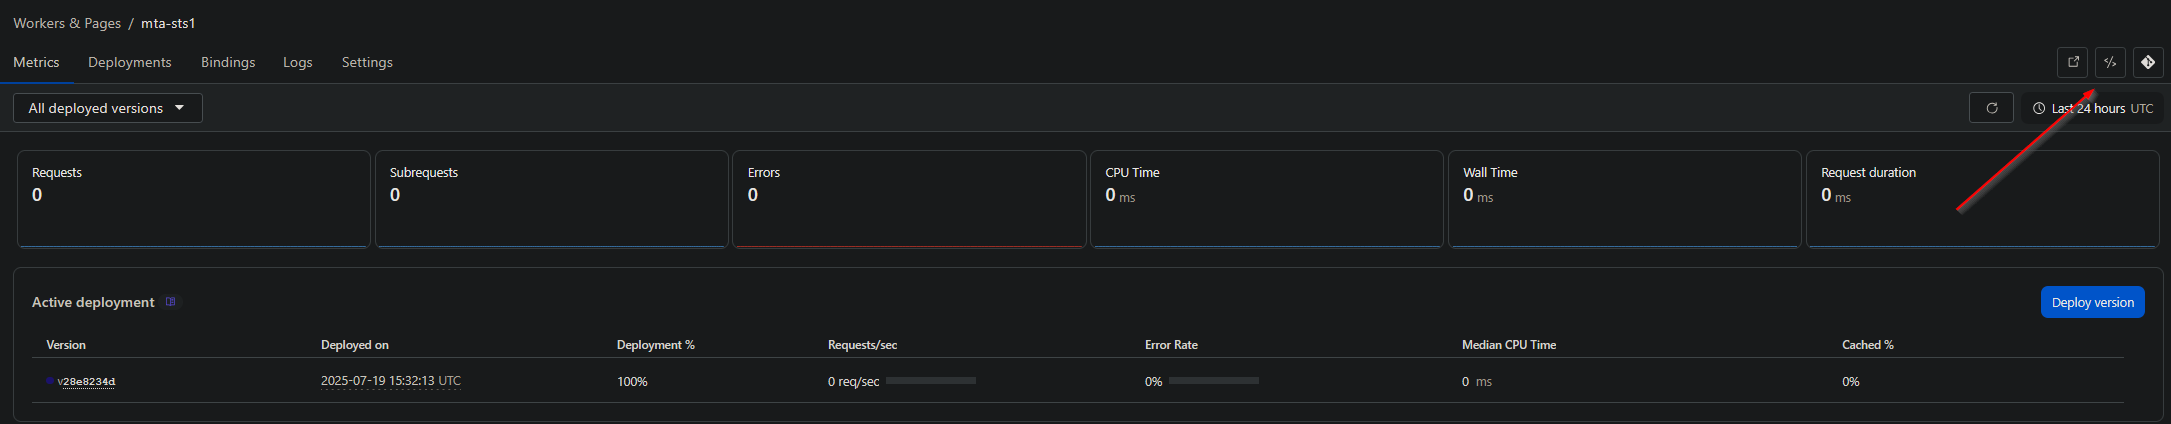 Workers & Pages / mta-sts1
Metrics Deployments Bindings Logs Settings
All deployed versions
Last 24 hours UTC
Requests
0
Subrequests
0
Errors
0
CPU Time
0 ms
Wall Time
0 ms
Request duration
0 ms
Active deployment
Deploy version
Version Deployed on Deployment % Requests/sec Error Rate Median CPU Time Cached %
v28e8234d 2025-07-19 15:32:13 UTC 100% 0 req/sec 0% 0 ms 0%